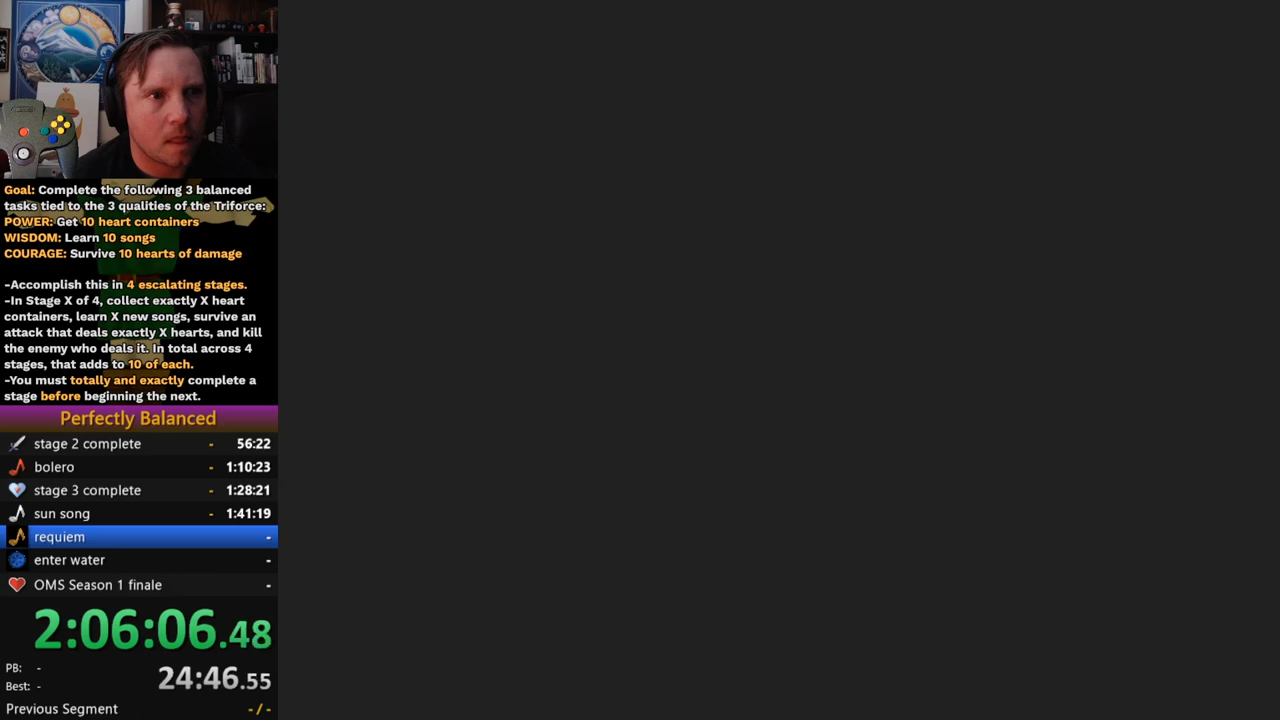 Goal: Complete the following 3 balanced
tasks tied to the 3 qualities of the Triforce:
POWER: Get 10 heart containers
WISDOM: Learn 10 songs
COURAGE: Survive 10 hearts of damage
-Accomplish this in 4 escalating stages.
-In Stage X of 4, collect exactly X heart
containers, learn X new songs, survive an
attack that deals exactly X hearts, and kill
the enemy who deals it. In total across 4
stages, that adds to 10 of each.
-You must totally and exactly complete a
stage before beginning the next.
Perfectly Balanced
stage 2 complete - 56:22
bolero - 1:10:23
stage 3 complete - 1:28:21
sun song - 1:41:19
requiem -
enter water -
OMS Season 1 finale -
2:06:06.48
PB: -
24:46.55
Best: -
Previous Segment -/-